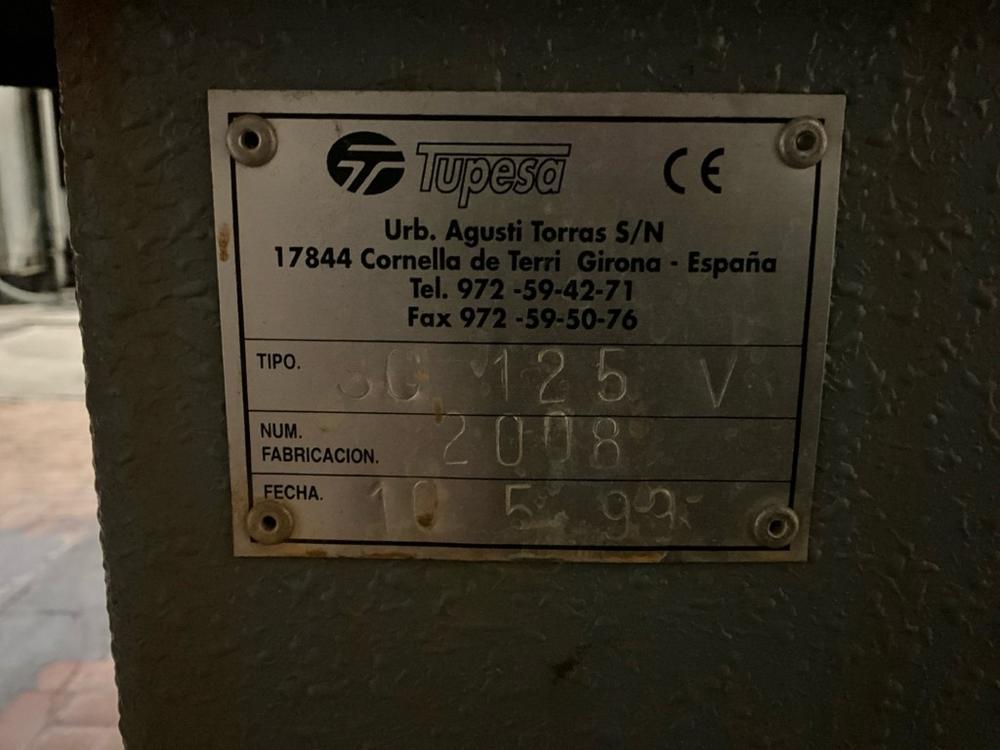 Tupesa CE
Urb. Agusti Torras S/N
17844 Cornella de Terri Girona - España
Tel. 972 -59-42-71
Fax 972 -59-50-76
TIPO. 125 V
NUM.
FABRICACION. 2008
FECHA. 10 5 99